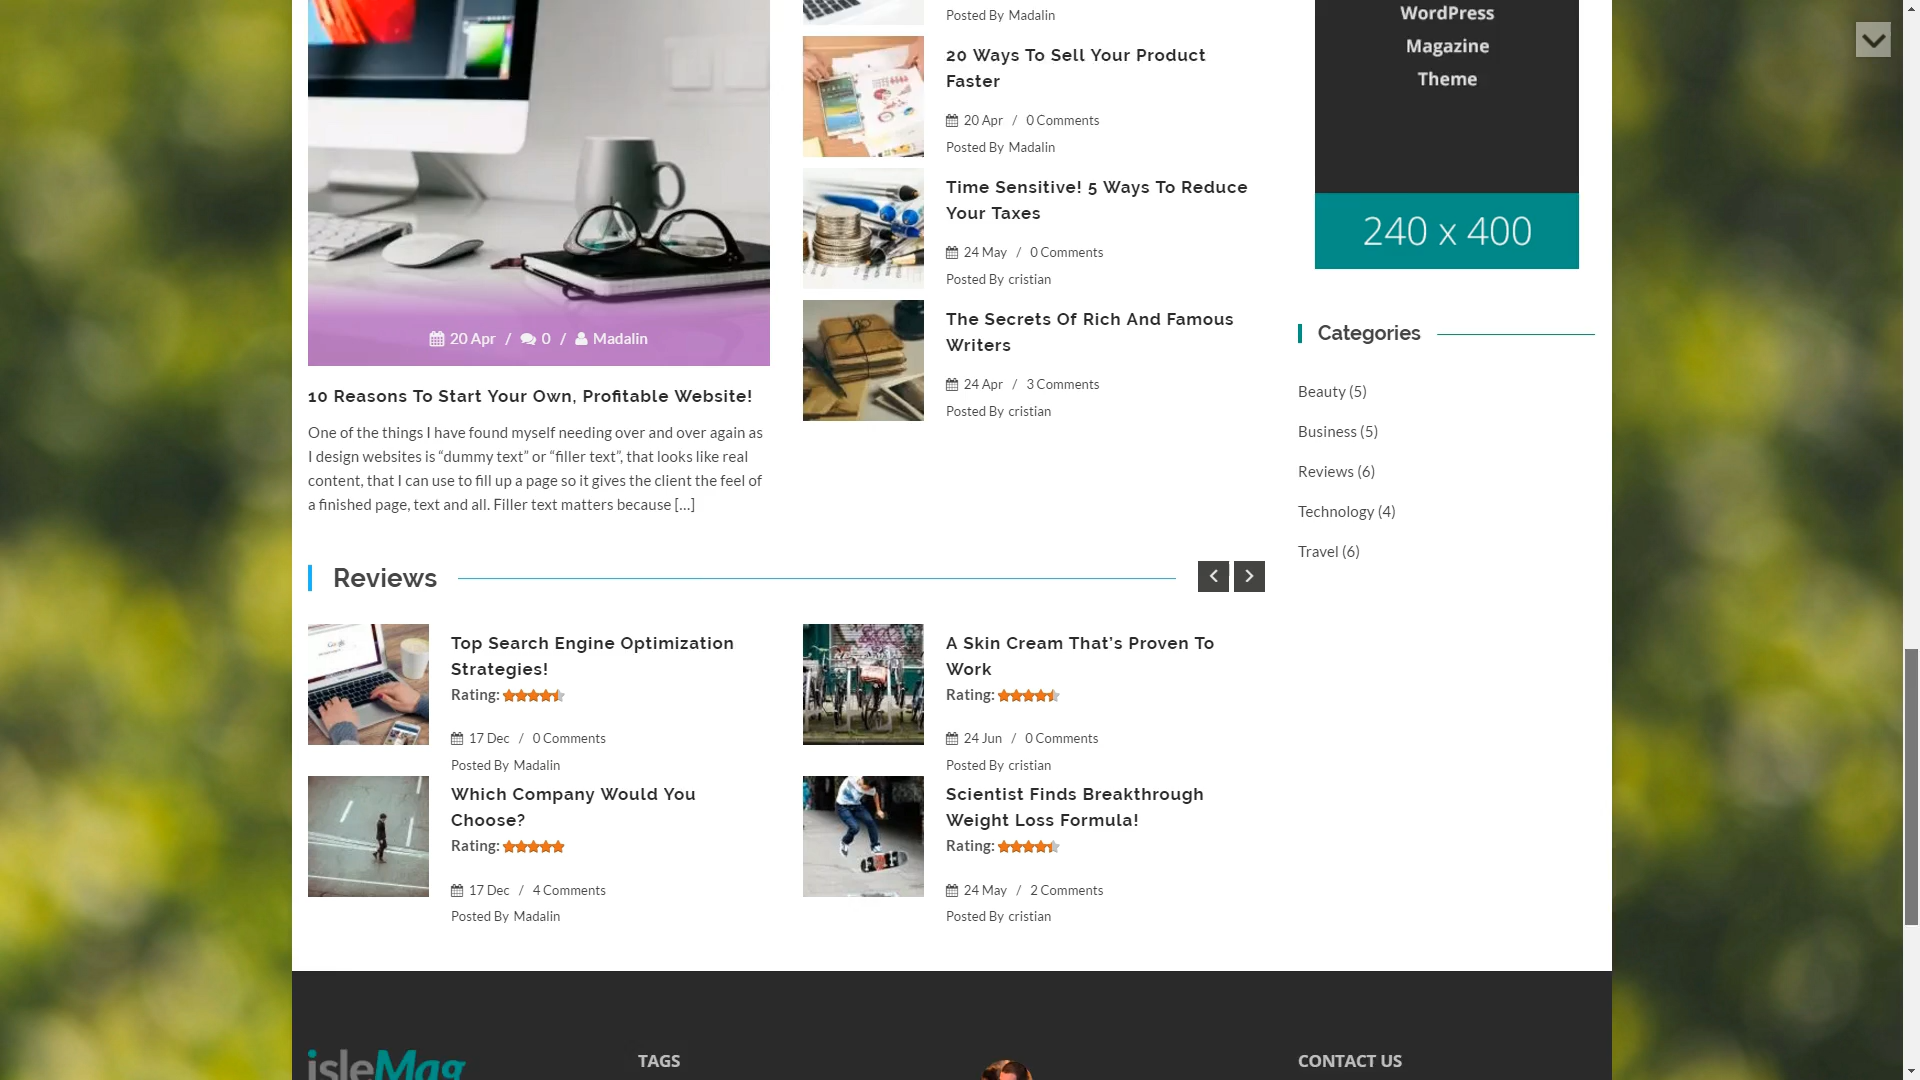 20 Apr / 0 / Madalin
10 Reasons To Start Your Own, Profitable Website!
One of the things I have found myself needing over and over again as
I design websites is “dummy text” or “filler text”, that looks like real
content, that I can use to fill up a page so it gives the client the feel of
a finished page, text and all. Filler text matters because […]
Posted By Madalin
20 Ways To Sell Your Product
Faster
20 Apr / 0 Comments
Posted By Madalin
Time Sensitive! 5 Ways To Reduce
Your Taxes
24 May / 0 Comments
Posted By cristian
The Secrets Of Rich And Famous
Writers
24 Apr / 3 Comments
Posted By cristian
Reviews
Top Search Engine Optimization
Strategies!
Rating:
17 Dec / 0 Comments
Posted By Madalin
Which Company Would You
Choose?
Rating:
17 Dec / 4 Comments
Posted By Madalin
A Skin Cream That’s Proven To
Work
Rating:
24 Jun / 0 Comments
Posted By cristian
Scientist Finds Breakthrough
Weight Loss Formula!
Rating:
24 May / 2 Comments
Posted By cristian
WordPress
Magazine
Theme
240 x 400
Categories
Beauty (5)
Business (5)
Reviews (6)
Technology (4)
Travel (6)
isleMag
TAGS
CONTACT US